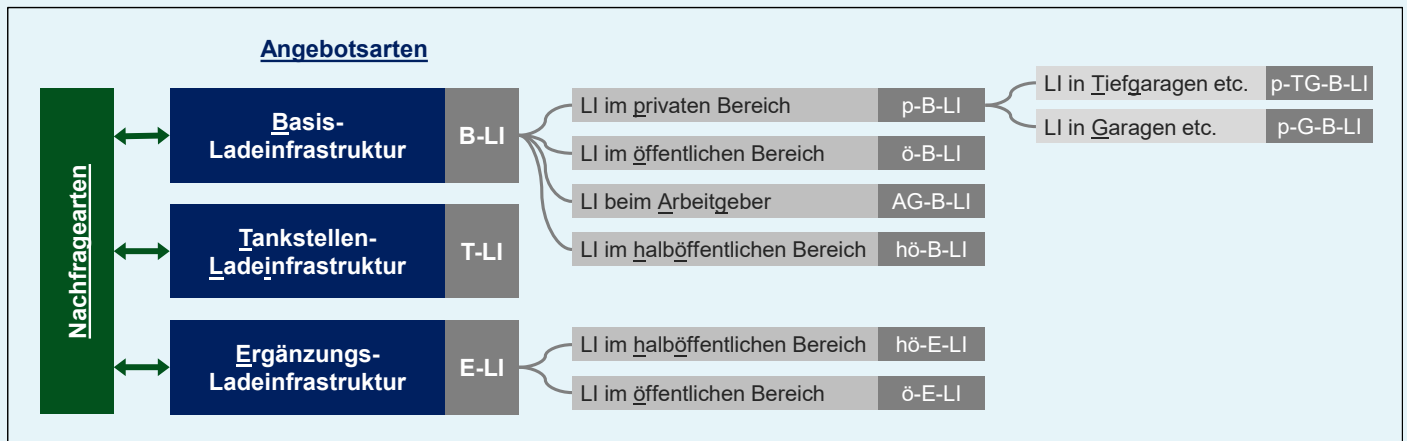 Angebotsarten
Nachfragearten
Basis-
Ladeinfrastruktur
B-LI
LI im privaten Bereich
p-B-LI
LI in Tiefgaragen etc.
p-TG-B-LI
LI in Garagen etc.
p-G-B-LI
LI im öffentlichen Bereich
ö-B-LI
LI beim Arbeitgeber
AG-B-LI
LI im halböffentlichen Bereich
hö-B-LI
Tankstellen-
Ladeinfrastruktur
T-LI
Ergänzungs-
Ladeinfrastruktur
E-LI
LI im halböffentlichen Bereich
hö-E-LI
LI im öffentlichen Bereich
ö-E-LI